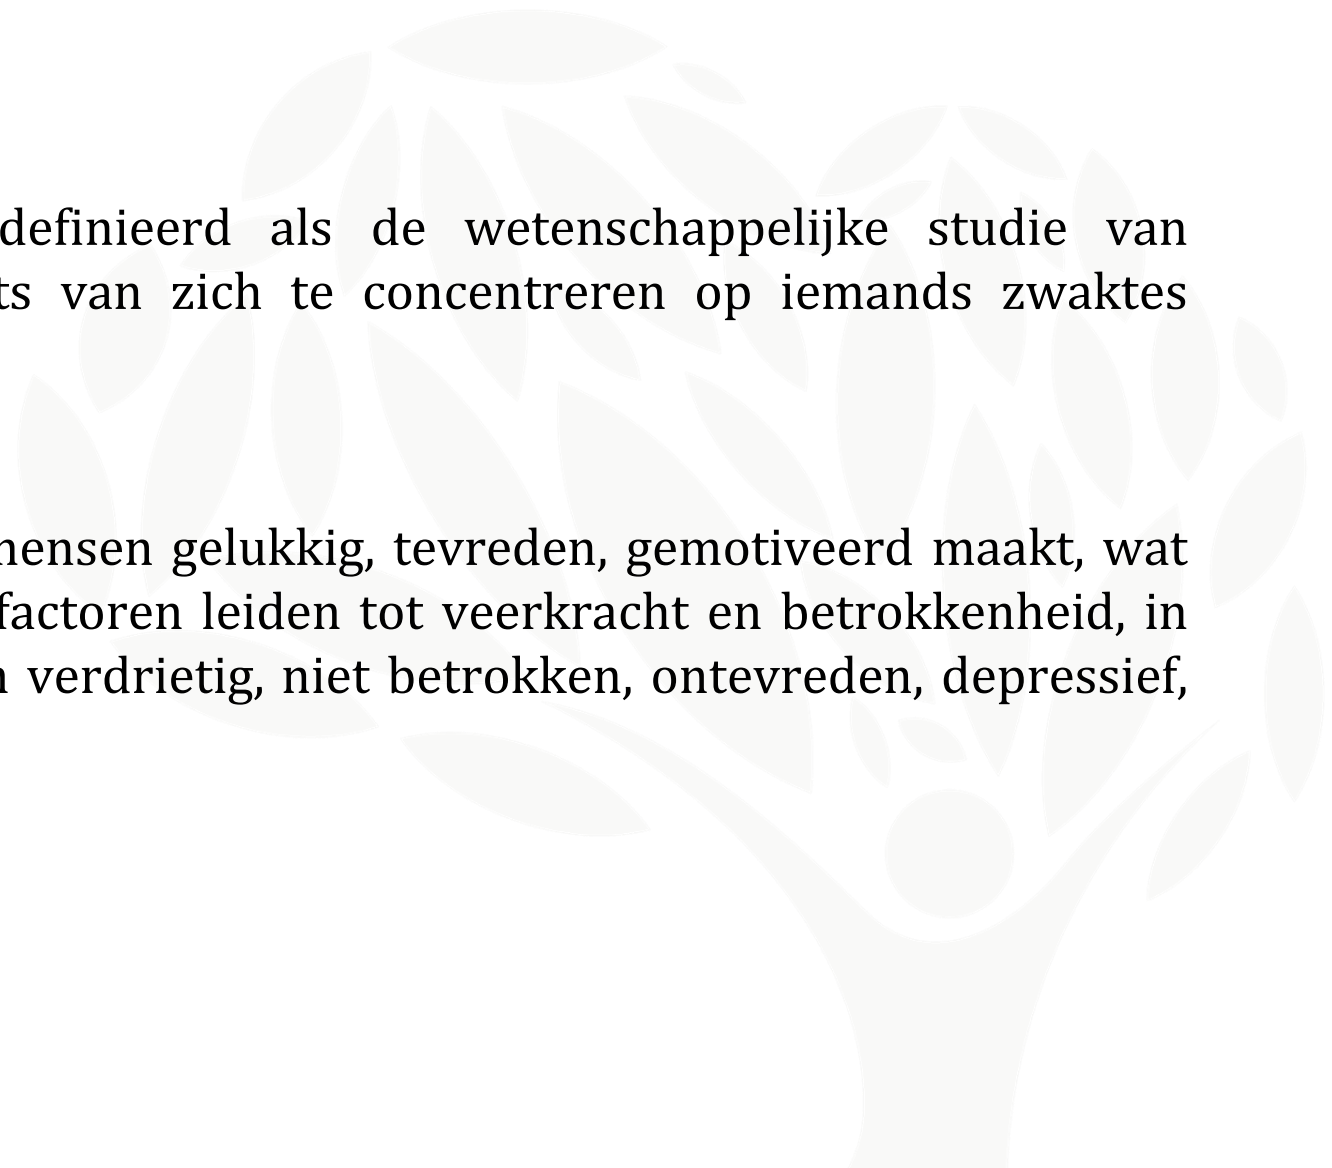 definieerd als de wetenschappelijke studie van
ts van zich te concentreren op iemands zwaktes
mensen gelukkig, tevreden, gemotiveerd maakt, wat
factoren leiden tot veerkracht en betrokkenheid, in
verdrietig, niet betrokken, ontevreden, depressief,